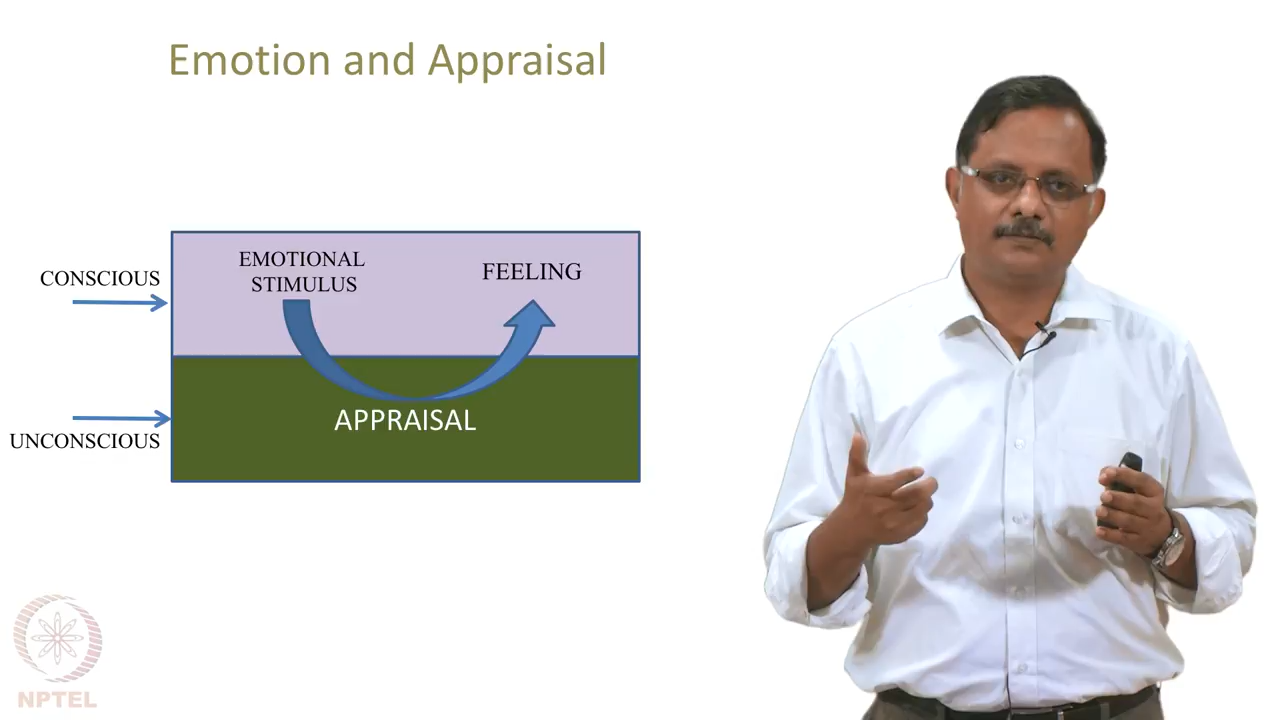 Emotion and Appraisal
CONSCIOUS
EMOTIONAL
STIMULUS
FEELING
APPRAISAL
UNCONSCIOUS
NPTEL